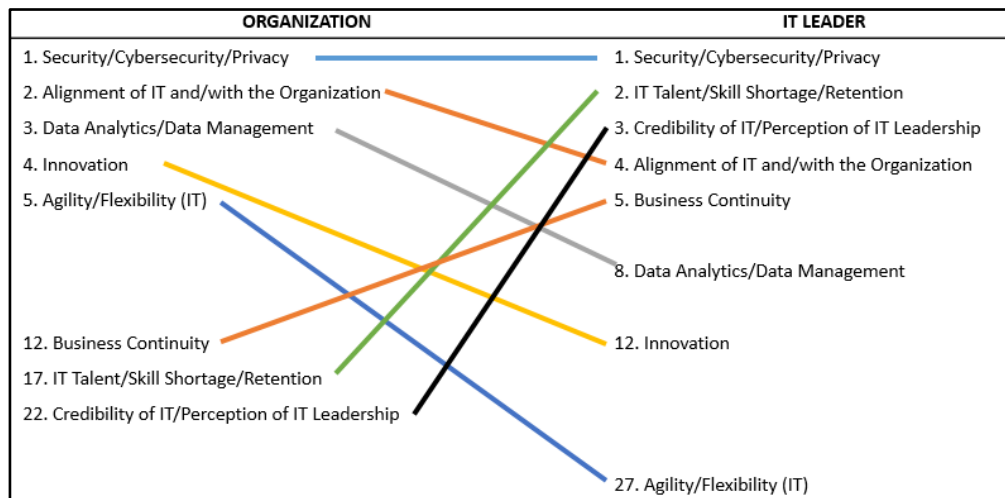 ORGANIZATION
IT LEADER
1. Security/Cybersecurity/Privacy
1. Security/Cybersecurity/Privacy
2. Alignment of IT and/with the Organization
2. IT Talent/Skill Shortage/Retention
3. Data Analytics/Data Management
3. Credibility of IT/Perception of IT Leadership
4. Innovation
4. Alignment of IT and/with the Organization
5. Agility/Flexibility (IT)
5. Business Continuity
8. Data Analytics/Data Management
12. Business Continuity
12. Innovation
17. IT Talent/Skill Shortage/Retention
22. Credibility of IT/Perception of IT Leadership
27. Agility/Flexibility (IT)